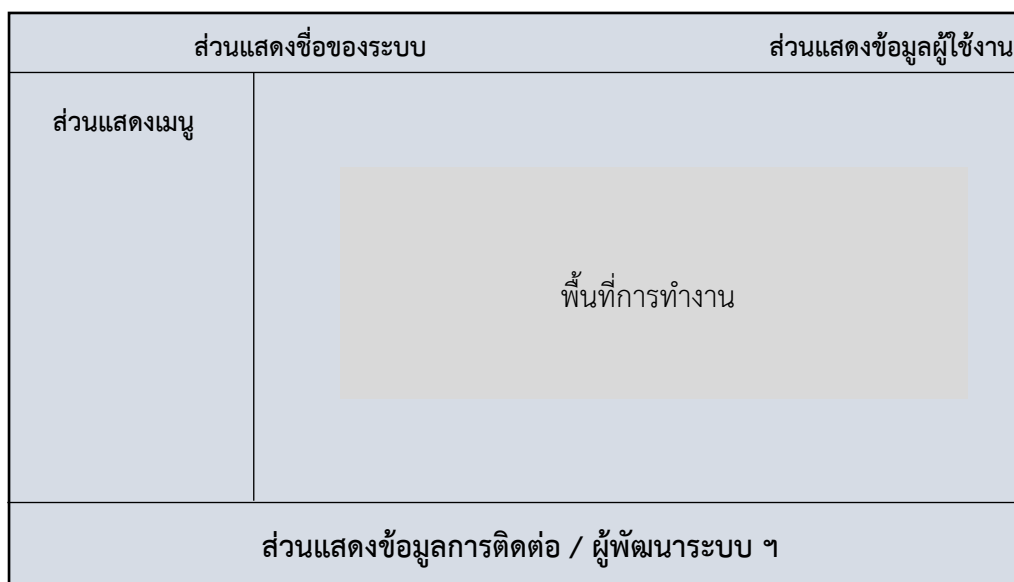 ส่วนแสดงชื่อของระบบ ส่วนแสดงข้อมูลผู้ใช้งาน
ส่วนแสดงเมนู
พื้นที่การทำงาน
ส่วนแสดงข้อมูลการติดต่อ / ผู้พัฒนาระบบ ฯ